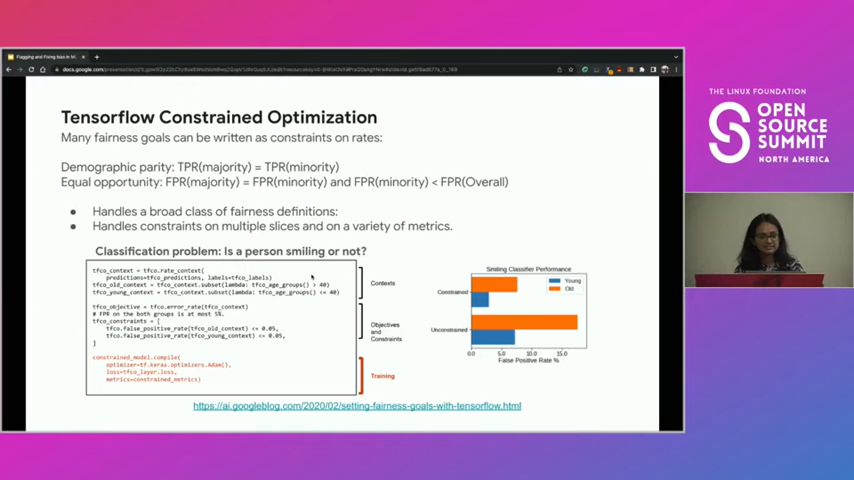 Flagging and Fixing bias in M
THE LINUX FOUNDATION
OPEN
SOURCE
SUMMIT
NORTH AMERICA
Tensorflow Constrained Optimization
Many fairness goals can be written as constraints on rates:
Demographic parity: TPR(majority) = TPR(minority)
Equal opportunity: FPR(majority) = FPR(minority) and FPR(minority) < FPR(Overall)
● Handles a broad class of fairness definitions:
● Handles constraints on multiple slices and on a variety of metrics.
Classification problem: Is a person smiling or not?
tfco_context = tfco.rate_context(
predictions=tfco_predictions, labels=tfco_labels)
tfco_old_context = tfco_context.subset(lambda: tfco_age_groups() > 40)
tfco_young_context = tfco_context.subset(lambda: tfco_age_groups() <= 40)
tfco_objective = tfco.error_rate(tfco_context)
# FPR on the both groups is at most 5%.
tfco_constraints = [
tfco.false_positive_rate(tfco_old_context) <= 0.05,
tfco.false_positive_rate(tfco_young_context) <= 0.05,
]
constrained_model.compile(
optimizer=tf.keras.optimizers.Adam(),
loss=tfco_layer.loss,
metrics=constrained_metrics)
Contexts
Objectives
and
Constraints
Training
Smiling Classifier Performance
Young
Old
Constrained
Unconstrained
0.0 5.0 10.0 15.0
False Positive Rate %
https://ai.googleblog.com/2020/02/setting-fairness-goals-with-tensorflow.html